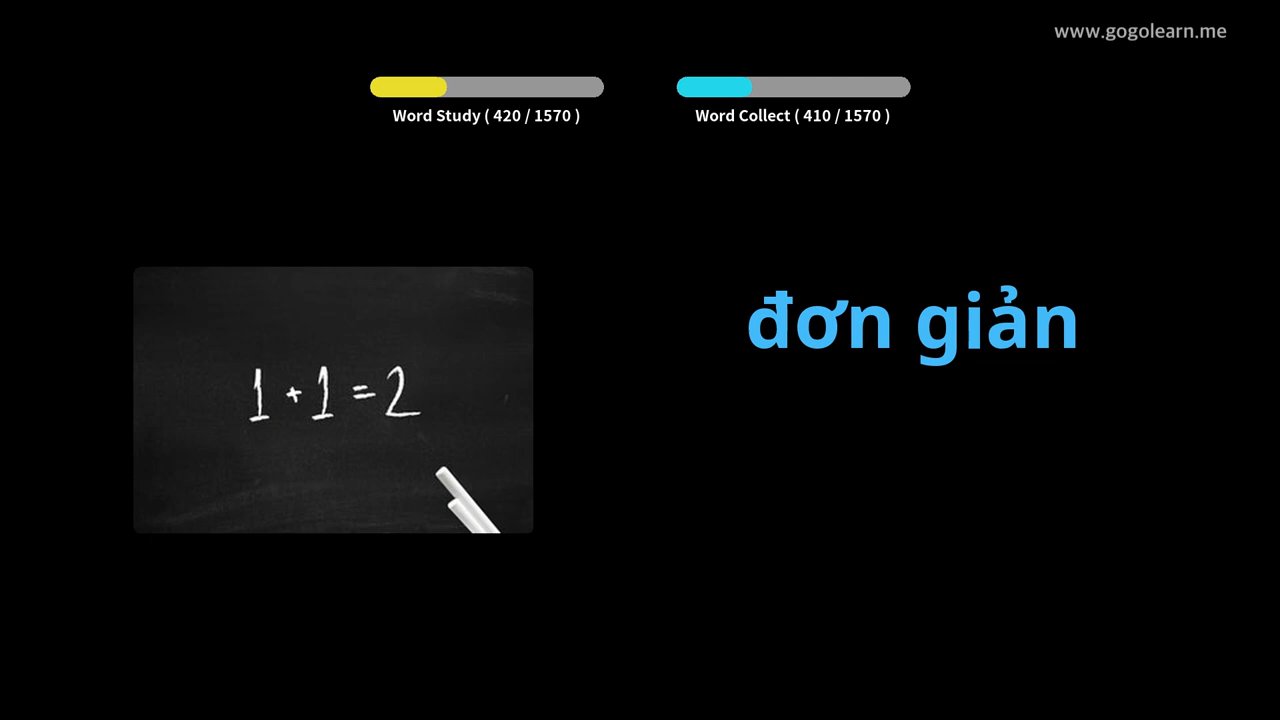 www.gogolearn.me
Word Study ( 420 / 1570 )
Word Collect ( 410 / 1570 )
đơn giản
1 + 1 = 2